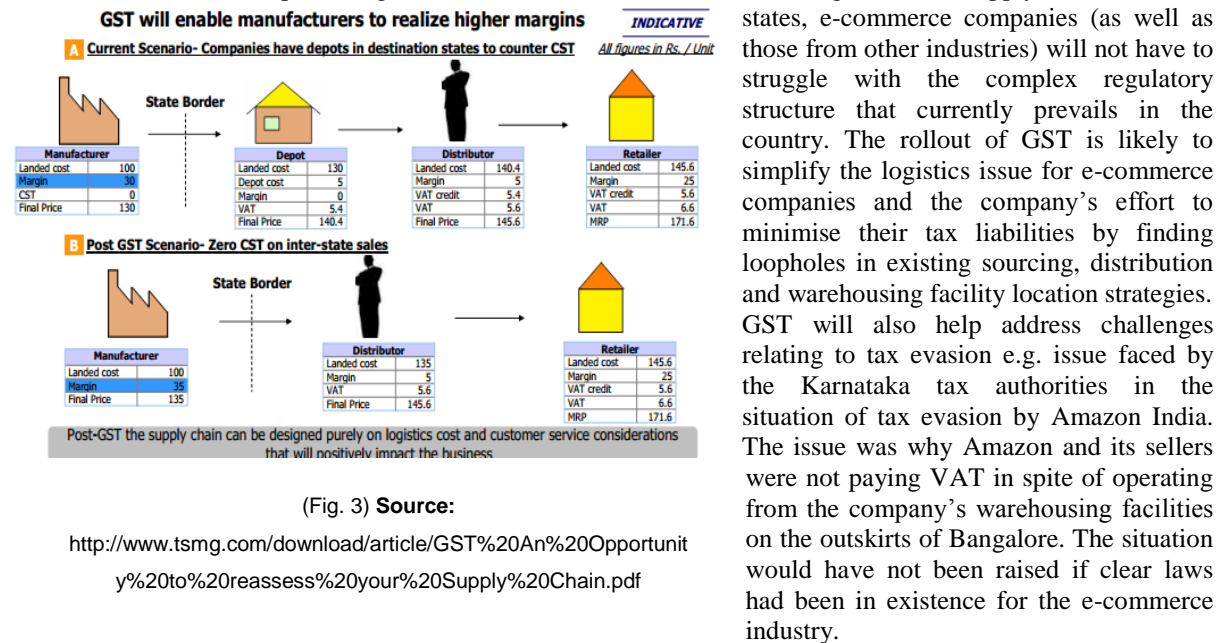 GST will enable manufacturers to realize higher margins
INDICATIVE
A Current Scenario- Companies have depots in destination states to counter CST
All figures in Rs. / Unit
State Border
Manufacturer
Landed cost 100
Margin 30
CST 0
Final Price 130
Depot
Landed cost 130
Depot cost 5
Margin 0
VAT 5.4
Final Price 140.4
Distributor
Landed cost 140.4
Margin 5
VAT credit 5.4
VAT 5.6
Final Price 145.6
Retailer
Landed cost 145.6
Margin 25
VAT credit 5.6
VAT 6.6
MRP 171.6
B Post GST Scenario- Zero CST on inter-state sales
State Border
Manufacturer
Landed cost 100
Margin 35
Final Price 135
Distributor
Landed cost 135
Margin 5
VAT 5.6
Final Price 145.6
Retailer
Landed cost 145.6
Margin 25
VAT credit 5.6
VAT 6.6
MRP 171.6
Post-GST the supply chain can be designed purely on logistics cost and customer service considerations
that will positively impact the business
(Fig. 3) Source:
http://www.tsmg.com/download/article/GST%20An%20Opportunit
y%20to%20reassess%20your%20Supply%20Chain.pdf
states, e-commerce companies (as well as
those from other industries) will not have to
struggle with the complex regulatory
structure that currently prevails in the
country. The rollout of GST is likely to
simplify the logistics issue for e-commerce
companies and the company's effort to
minimise their tax liabilities by finding
loopholes in existing sourcing, distribution
and warehousing facility location strategies.
GST will also help address challenges
relating to tax evasion e.g. issue faced by
the Karnataka tax authorities in the
situation of tax evasion by Amazon India.
The issue was why Amazon and its sellers
were not paying VAT in spite of operating
from the company's warehousing facilities
on the outskirts of Bangalore. The situation
would have not been raised if clear laws
had been in existence for the e-commerce
industry.